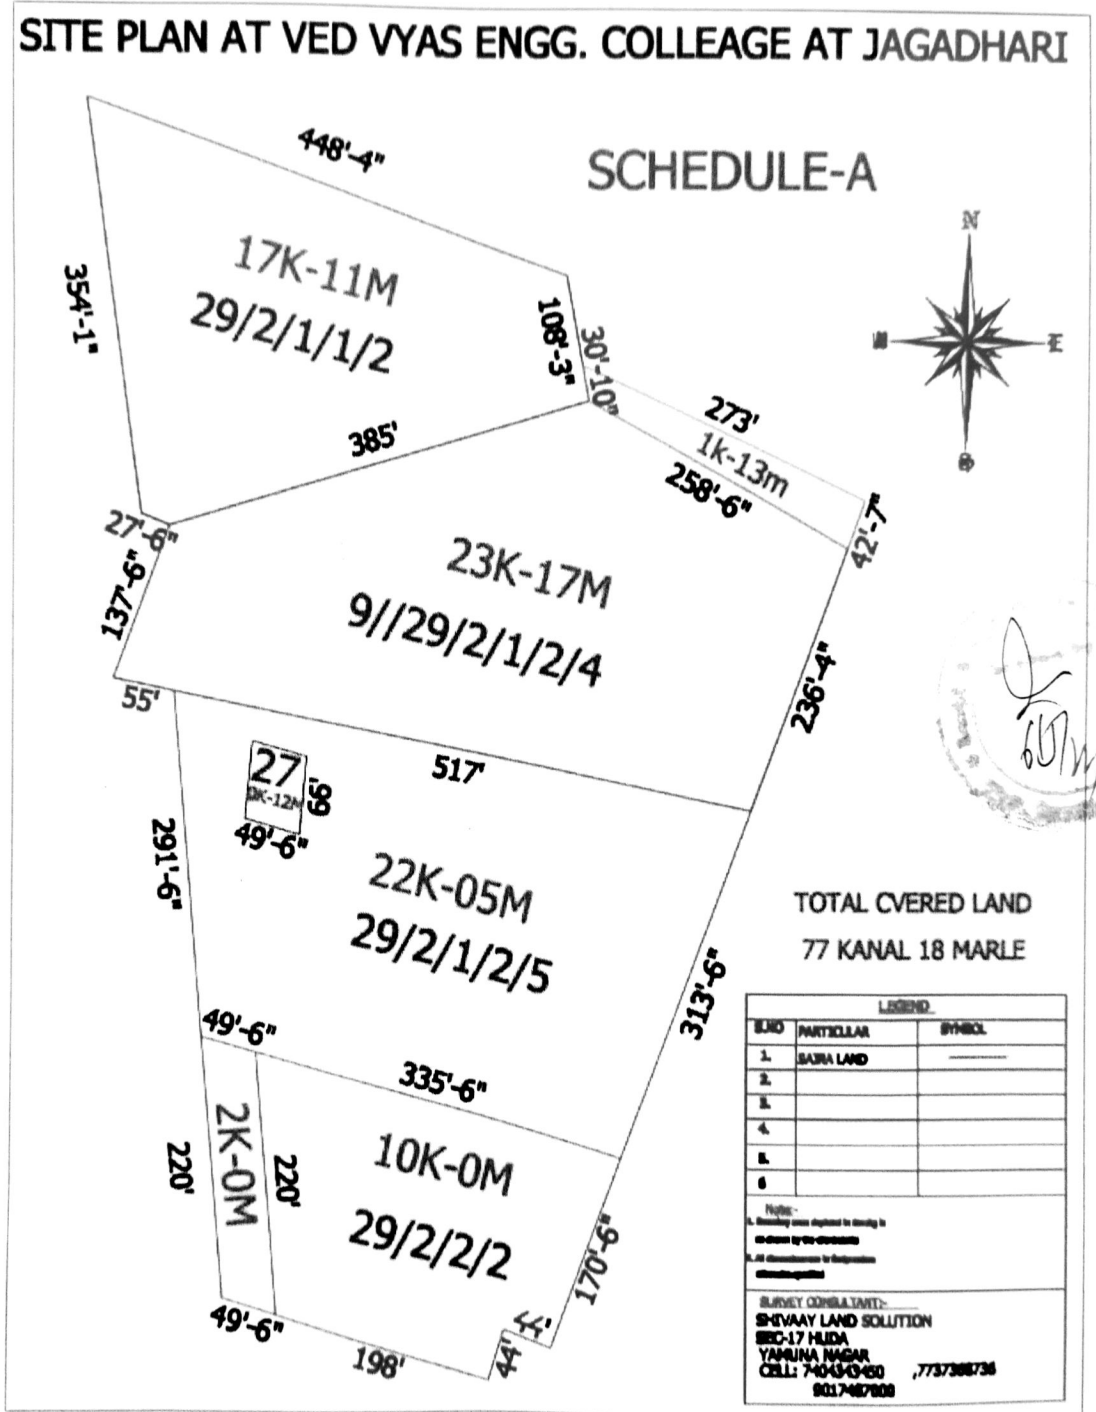 SITE PLAN AT VED VYAS ENGG. COLLEAGE AT JAGADHARI
SCHEDULE-A
448'-4"
N
E
17K-11M
29/2/1/1/2
354'-1"
108'-3"
30'-10"
385'
273'
1k-13m
258'-6"
42'-7"
27'-6"
137'-6"
23K-17M
9//29/2/1/2/4
236'-4"
55'
517'
27
0K-12M
66'
49'-6"
291'-6"
22K-05M
29/2/1/2/5
313'-6"
TOTAL CVERED LAND
77 KANAL 18 MARLE
49'-6"
335'-6"
2K-0M
220'
220'
10K-0M
29/2/2/2
170'-6"
49'-6"
198'
44'
44'
LEGEND
S.NO PARTICULAR SYMBOL
1. SAJRA LAND
2.
3.
4.
5.
6
Note:-
SURVEY CONSULTANT:-
SHIVAAY LAND SOLUTION
SEC-17 HUDA
YAMUNA NAGAR
CELL: